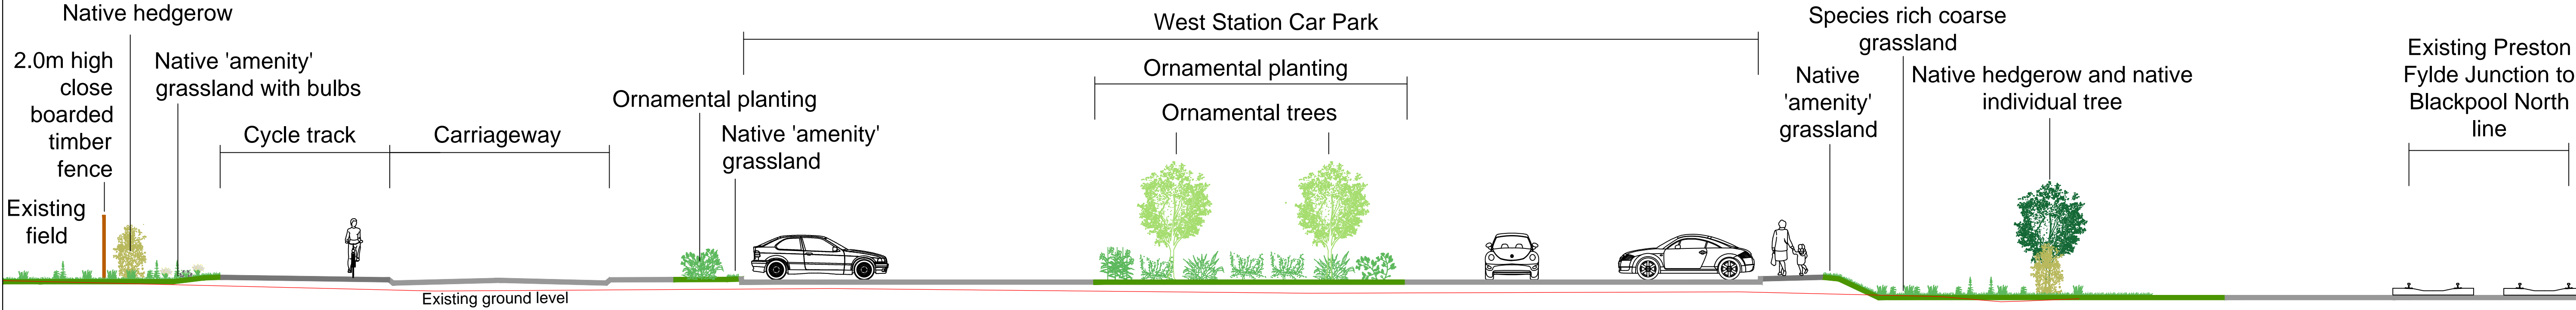 Native hedgerow
2.0m high
close
boarded
timber
fence
Existing
field
Native 'amenity'
grassland with bulbs
Cycle track
Carriageway
Existing ground level
Ornamental planting
Native 'amenity'
grassland
West Station Car Park
Ornamental planting
Ornamental trees
Species rich coarse
grassland
Native
'amenity'
grassland
Native hedgerow and native
individual tree
Existing Preston
Fylde Junction to
Blackpool North
line